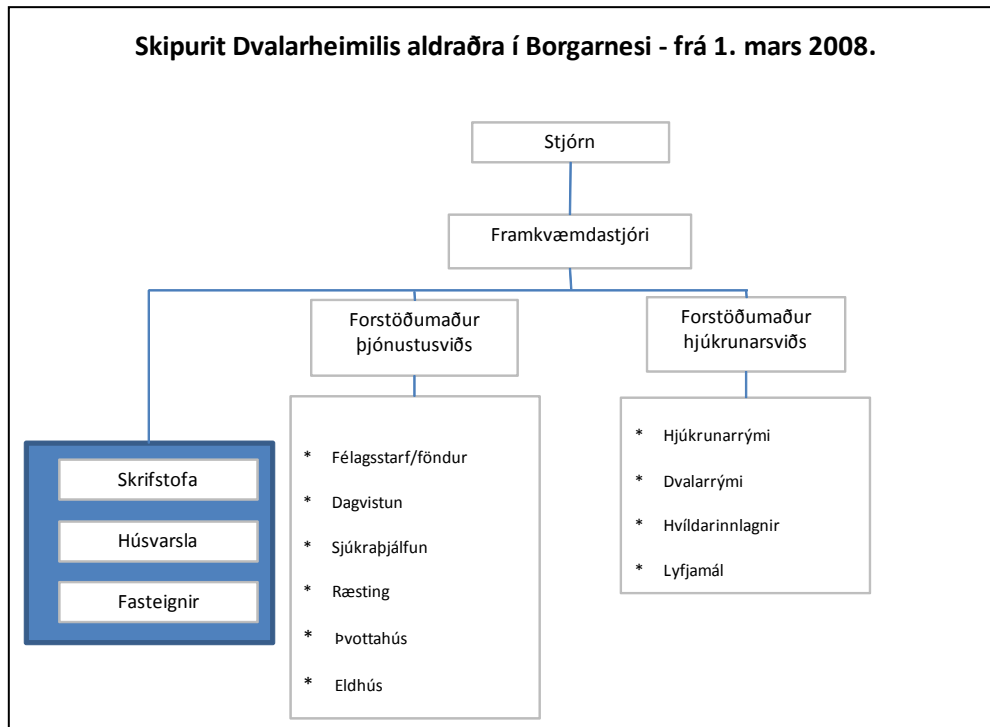 Skipurit Dvalarheimilis aldraðra í Borgarnesi - frá 1. mars 2008.
Stjórn
Framkvæmdastjóri
Forstöðumaður
þjónustusviðs
Forstöðumaður
hjúkrunarsviðs
Skrifstofa
Húsvarsla
Fasteignir
* Félagsstarf/föndur
* Dagvistun
* Sjúkraþjálfun
* Ræsting
* Þvottahús
* Eldhús
* Hjúkrunarrými
* Dvalarrými
* Hvíldarinnlagnir
* Lyfjamál